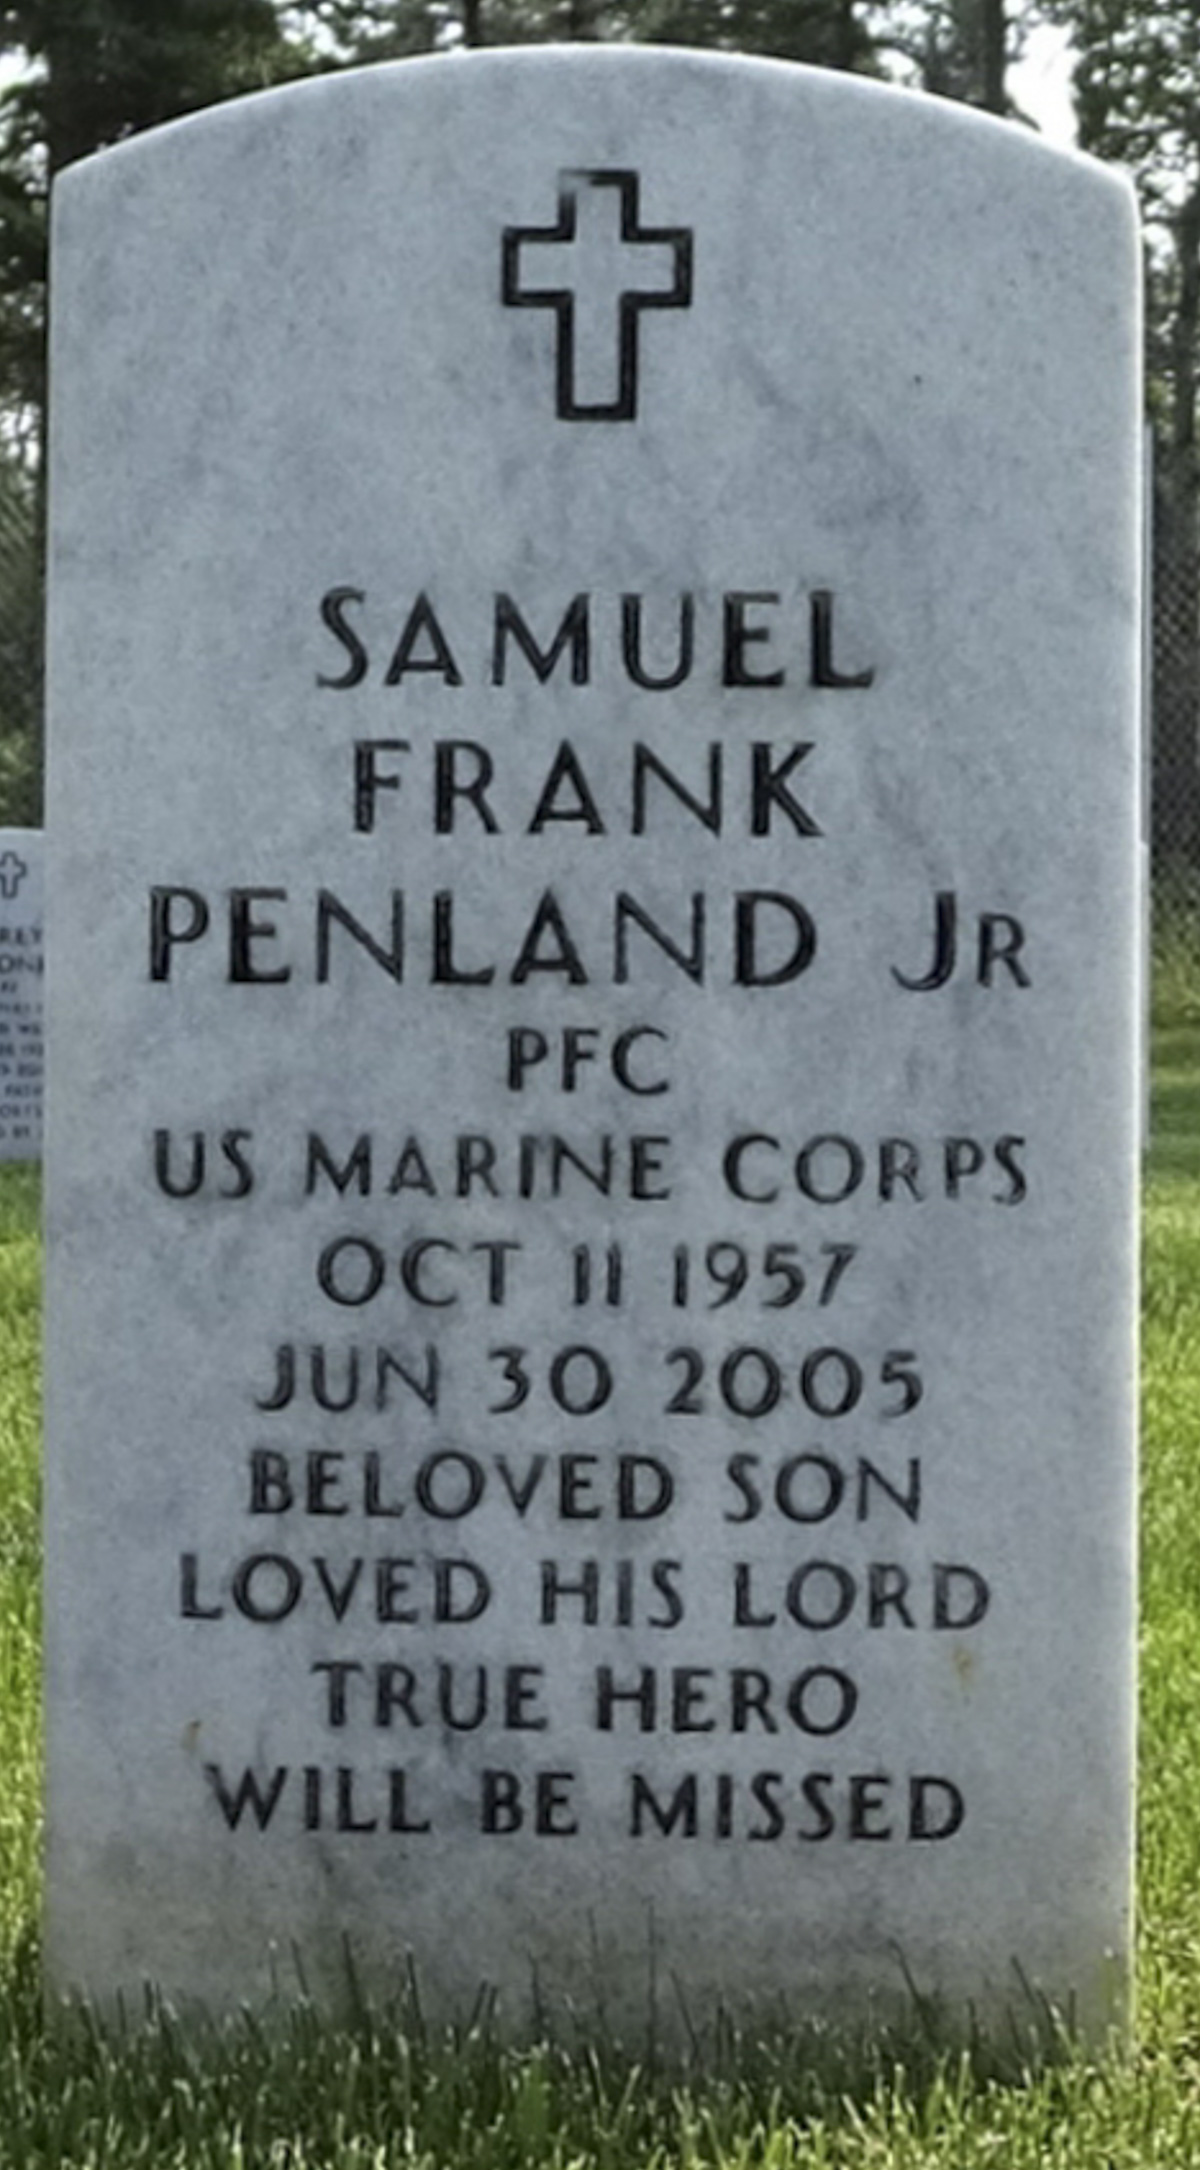 SAMUEL
FRANK
PENLAND JR
PFC
US MARINE CORPS
OCT 11 1957
JUN 30 2005
BELOVED SON
LOVED HIS LORD
TRUE HERO
WILL BE MISSED